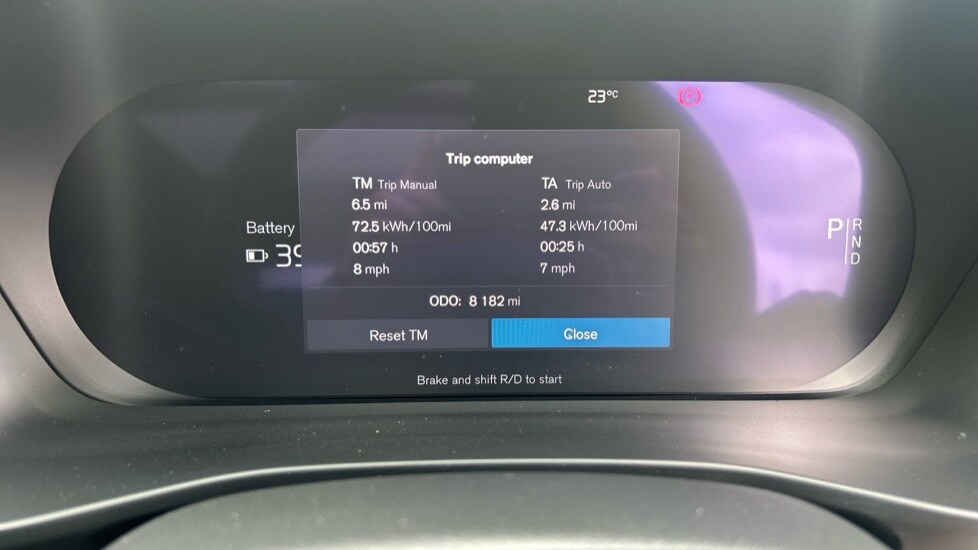 23°C
Trip computer
TM Trip Manual
TA Trip Auto
6.5 mi
2.6 mi
72.5 kWh/100mi
47.3 kWh/100mi
00:57 h
00:25 h
8 mph
7 mph
Battery
P R N D
ODO: 8 182 mi
Reset TM
Close
Brake and shift R/D to start